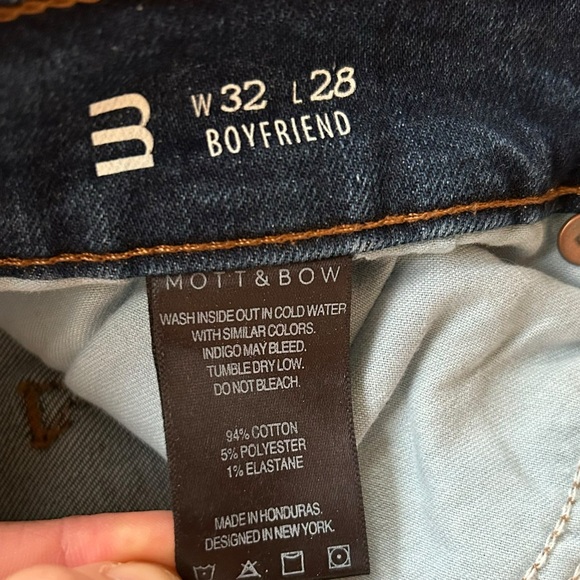 W 32 L 28
BOYFRIEND
MOTT & BOW
WASH INSIDE OUT IN COLD WATER
WITH SIMILAR COLORS.
INDIGO MAY BLEED.
TUMBLE DRY LOW.
DO NOT BLEACH.
94% COTTON
5% POLYESTER
1% ELASTANE
MADE IN HONDURAS.
DESIGNED IN NEW YORK.